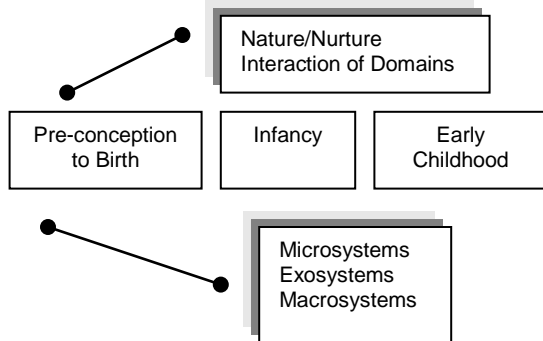 Nature/Nurture
Interaction of Domains
Pre-conception
to Birth
Infancy
Early
Childhood
Microsystems
Exosystems
Macrosystems